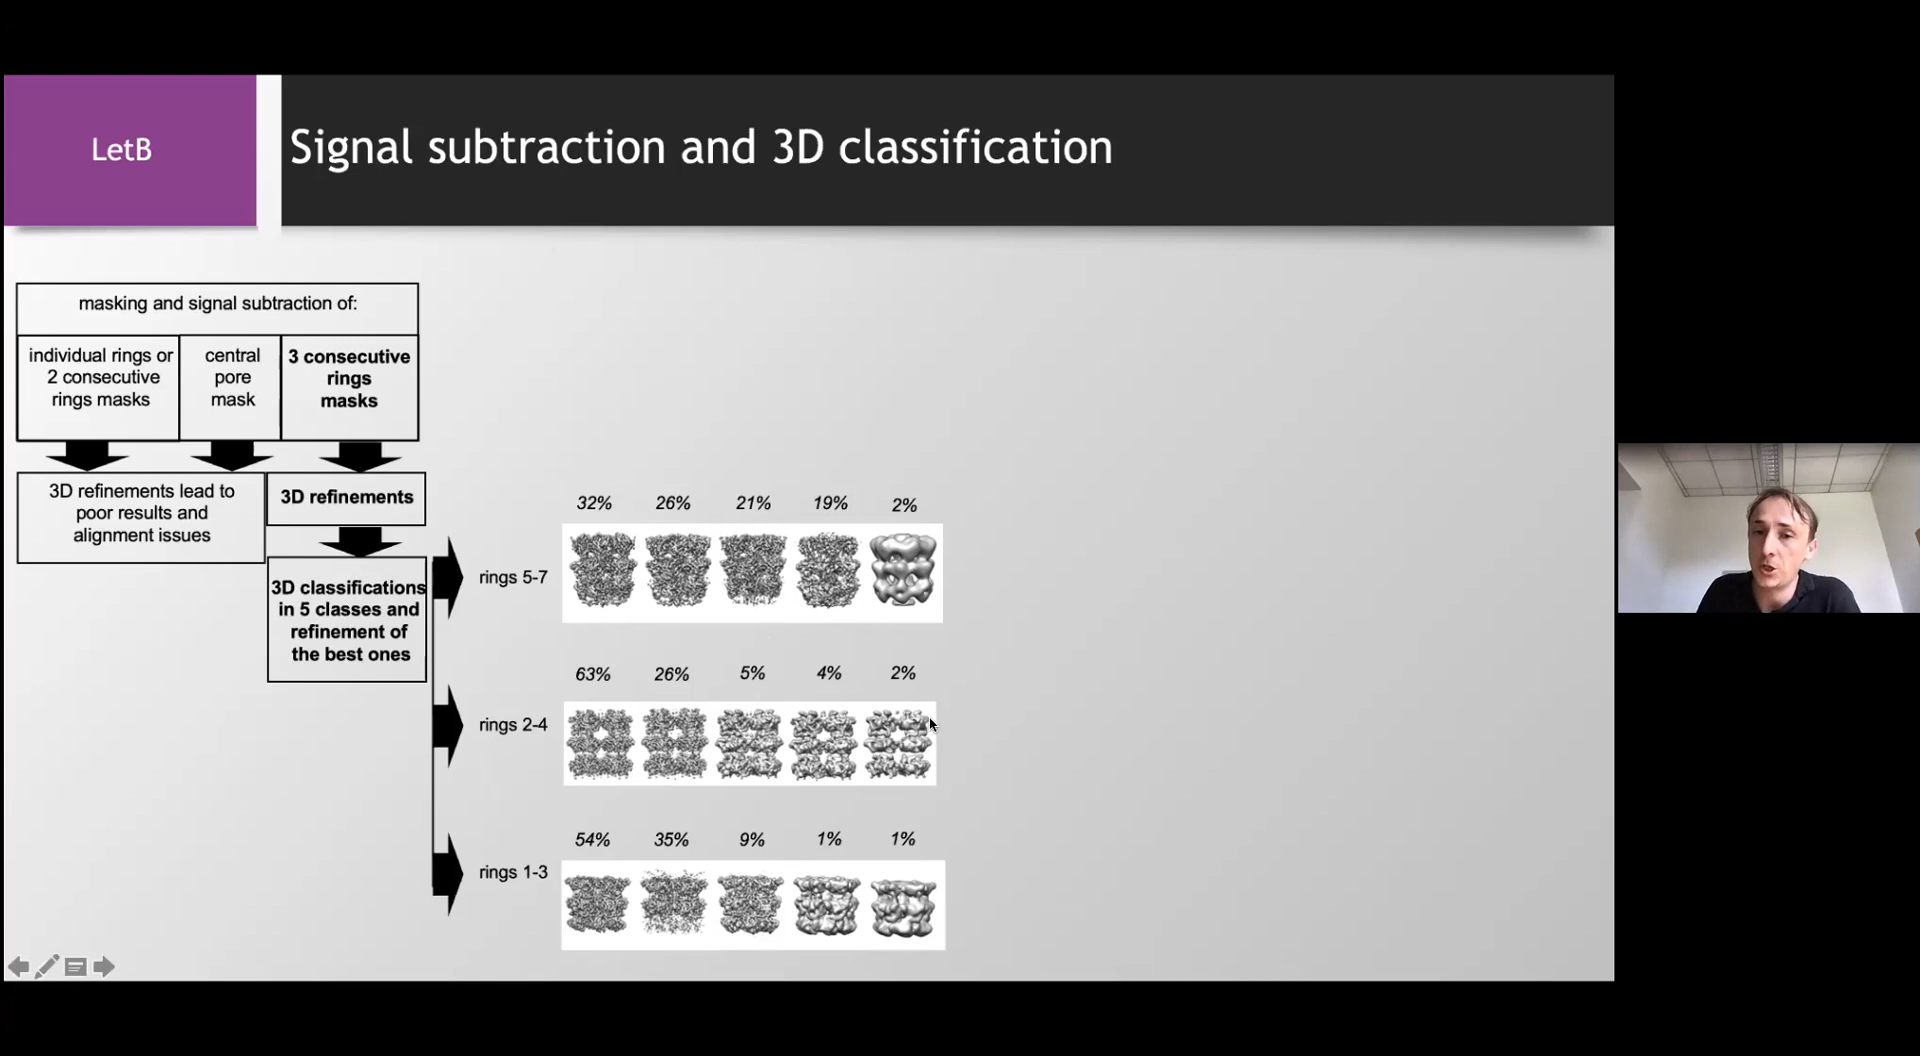 LetB
Signal subtraction and 3D classification
masking and signal subtraction of:
individual rings or
2 consecutive
rings masks
central
pore
mask
3 consecutive
rings
masks
3D refinements lead to
poor results and
alignment issues
3D refinements
3D classifications
in 5 classes and
refinement of
the best ones
32% 26% 21% 19% 2%
rings 5-7
63% 26% 5% 4% 2%
rings 2-4
54% 35% 9% 1% 1%
rings 1-3